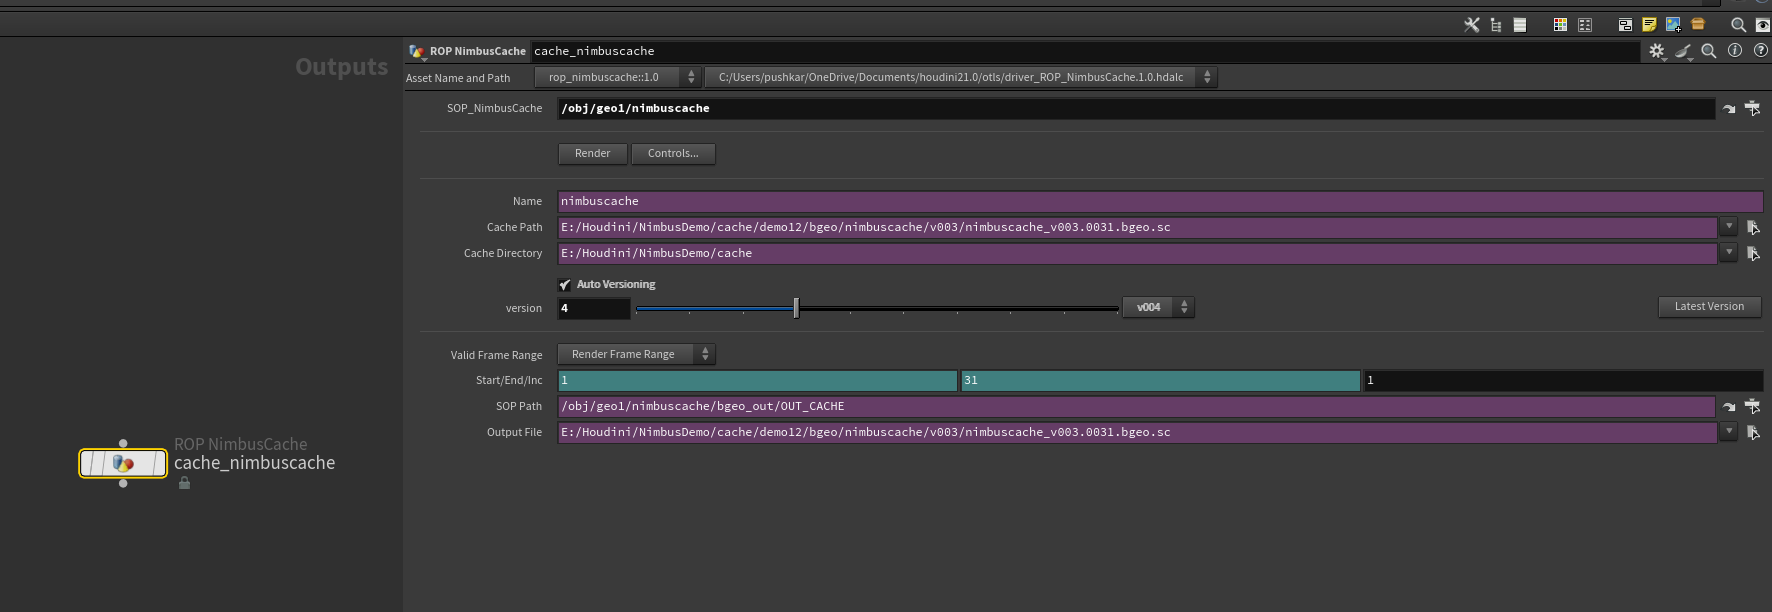 Outputs
ROP NimbusCache cache_nimbuscache
Asset Name and Path rop_nimbuscache::1.0 C:/Users/pushkar/OneDrive/Documents/houdini21.0/otls/driver_ROP_NimbusCache.1.0.hdalc
SOP_NimbusCache /obj/geo1/nimbuscache
Render Controls...
Name nimbuscache
Cache Path E:/Houdini/NimbusDemo/cache/demo12/bgeo/nimbuscache/v003/nimbuscache_v003.0031.bgeo.sc
Cache Directory E:/Houdini/NimbusDemo/cache
Auto Versioning
version 4 v004 Latest Version
Valid Frame Range Render Frame Range
Start/End/Inc 1 31 1
SOP Path /obj/geo1/nimbuscache/bgeo_out/OUT_CACHE
Output File E:/Houdini/NimbusDemo/cache/demo12/bgeo/nimbuscache/v003/nimbuscache_v003.0031.bgeo.sc
ROP NimbusCache
cache_nimbuscache